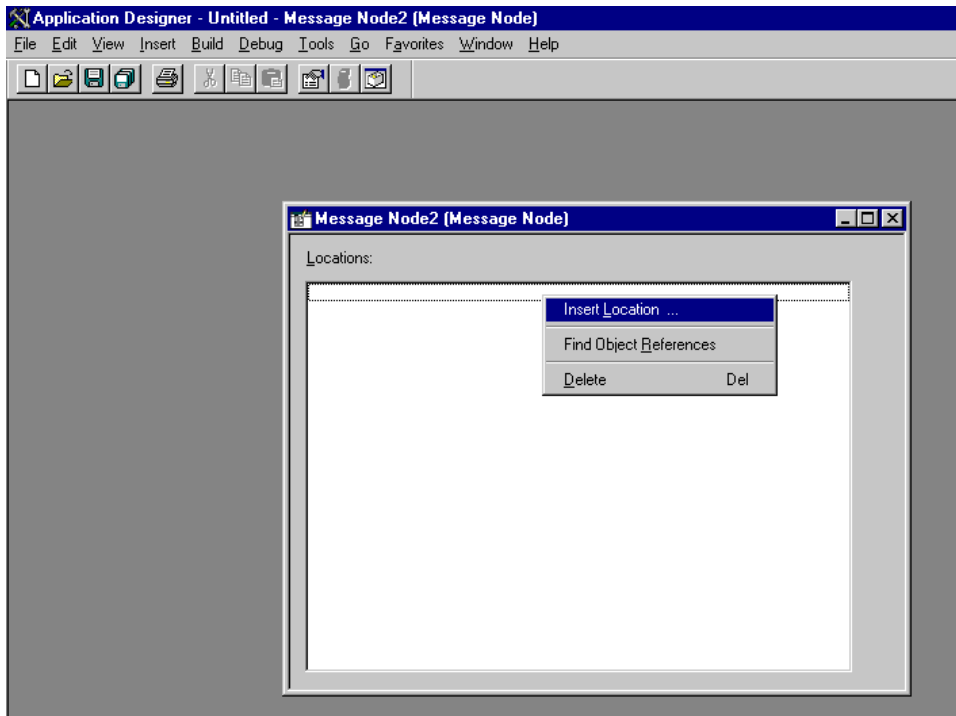 Application Designer - Untitled - Message Node2 (Message Node)
File Edit View Insert Build Debug Tools Go Favorites Window Help
Message Node2 (Message Node)
Locations:
Insert Location ...
Find Object References
Delete Del